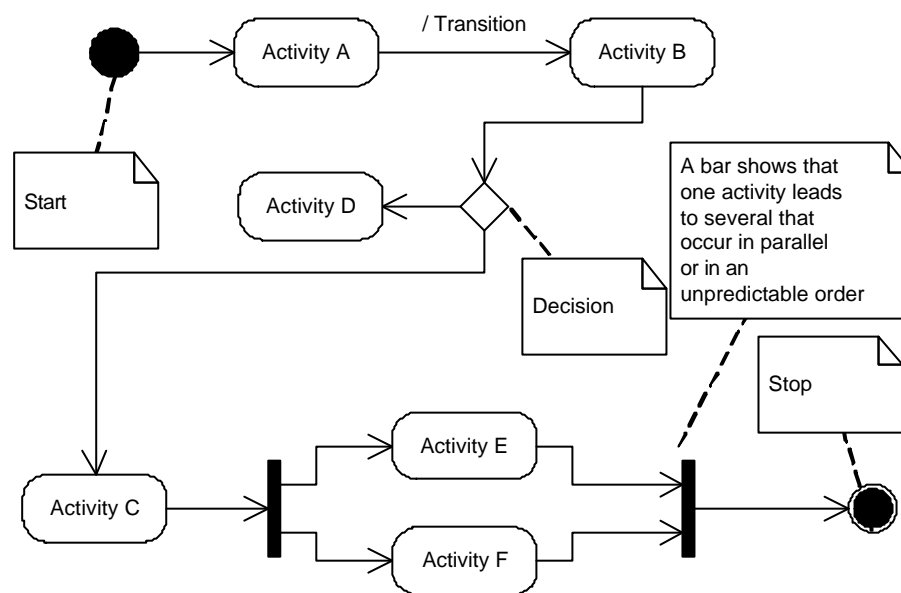 / Transition
Activity A
Activity B
Start
Activity D
A bar shows that
one activity leads
to several that
occur in parallel
or in an
unpredictable order
Decision
Stop
Activity E
Activity C
Activity F